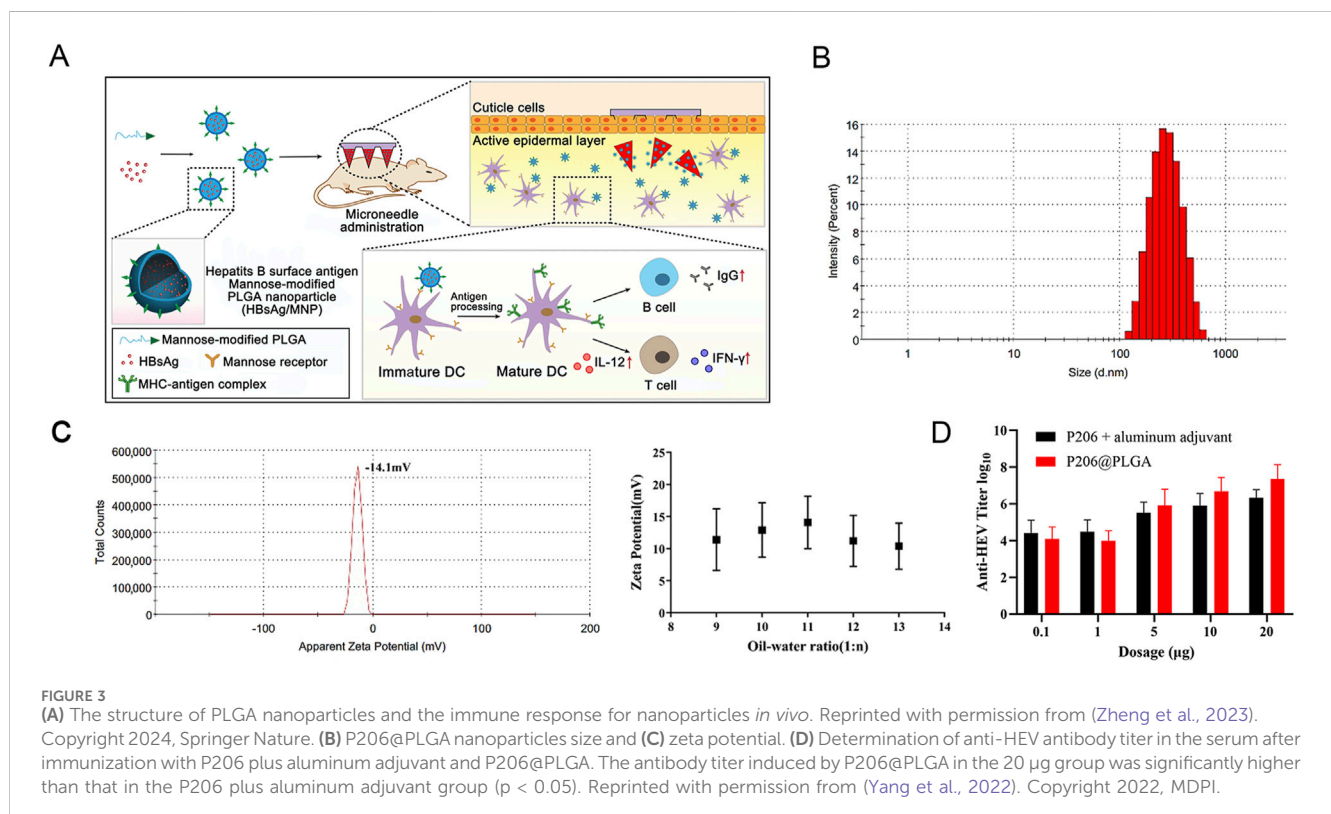 A
Cuticle cells
Active epidermal layer
Microneedle
administration
Hepatits B surface antigen
Mannose-modified
PLGA nanoparticle
(HBsAg/MNP)
Mannose-modified PLGA
HBsAg
Mannose receptor
MHC-antigen complex
Antigen
processing
Immature DC
Mature DC
B cell
IgG↑
IL-12↑
T cell
IFN-γ↑
B
Intensity (Percent)
16
15
14
12
10
8
6
4
2
0
1
10
100
1000
Size (d.nm)
C
Total Counts
600,000
500,000
400,000
300,000
200,000
100,000
0
-14.1mV
-100
0
100
200
Apparent Zeta Potential (mV)
Zeta Potential(mV)
25
20
15
10
5
0
8 9 10 11 12 13 14
Oil-water ratio(1:n)
D
Anti-HEV Titer log10
10
8
6
4
2
0
P206 + aluminum adjuvant
P206@PLGA
0.1 1 5 10 20
Dosage (μg)
FIGURE 3
(A) The structure of PLGA nanoparticles and the immune response for nanoparticles in vivo. Reprinted with permission from (Zheng et al., 2023).
Copyright 2024, Springer Nature. (B) P206@PLGA nanoparticles size and (C) zeta potential. (D) Determination of anti-HEV antibody titer in the serum after
immunization with P206 plus aluminum adjuvant and P206@PLGA. The antibody titer induced by P206@PLGA in the 20 μg group was significantly higher
than that in the P206 plus aluminum adjuvant group (p < 0.05). Reprinted with permission from (Yang et al., 2022). Copyright 2022, MDPI.